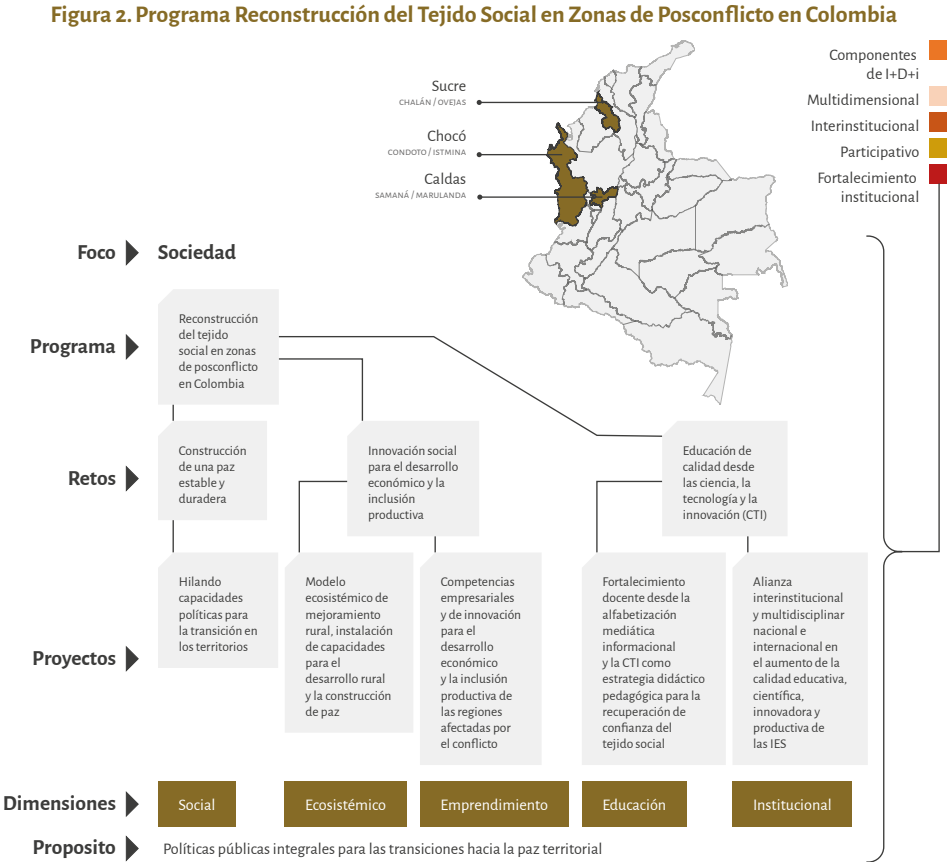 Figura 2. Programa Reconstrucción del Tejido Social en Zonas de Posconflicto en Colombia
Sucre
CHALÁN / OVEJAS
Chocó
CONDOTO / ISTMINA
Caldas
SAMANÁ / MARULANDA
Componentes
de I+D+i
Multidimensional
Interinstitucional
Participativo
Fortalecimiento
institucional
Foco
Sociedad
Programa
Reconstrucción
del tejido
social en zonas
de posconflicto
en Colombia
Retos
Construcción
de una paz
estable y
duradera
Innovación social
para el desarrollo
económico y la
inclusión
productiva
Educación de
calidad desde
las ciencia, la
tecnología y la
innovación (CTI)
Proyectos
Hilando
capacidades
políticas para
la transición en
los territorios
Modelo
ecosistémico de
mejoramiento
rural, instalación
de capacidades
para el
desarrollo rural
y la construcción
de paz
Competencias
empresariales
y de innovación
para el
desarrollo
económico
y la inclusión
productiva de
las regiones
afectadas por
el conflicto
Fortalecimiento
docente desde la
alfabetización
mediática
informacional
y la CTI como
estrategia didáctico
pedagógica para la
recuperación de
confianza del
tejido social
Alianza
interinstitucional
y multidisciplinar
nacional e
internacional en
el aumento de la
calidad educativa,
científica,
innovadora y
productiva de
las IES
Dimensiones
Social
Ecosistémico
Emprendimiento
Educación
Institucional
Proposito
Políticas públicas integrales para las transiciones hacia la paz territorial